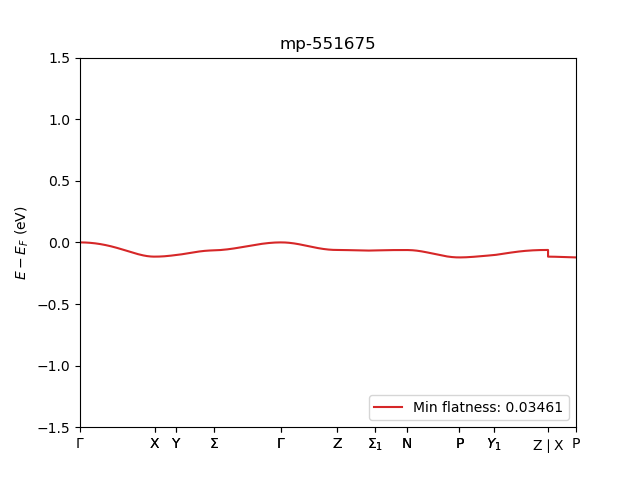 mp-551675
E − E_F (eV)
1.5
1.0
0.5
0.0
−0.5
−1.0
−1.5
Min flatness: 0.03461
Γ X Y Σ Γ Z Σ₁ N P Y₁ Z | X P